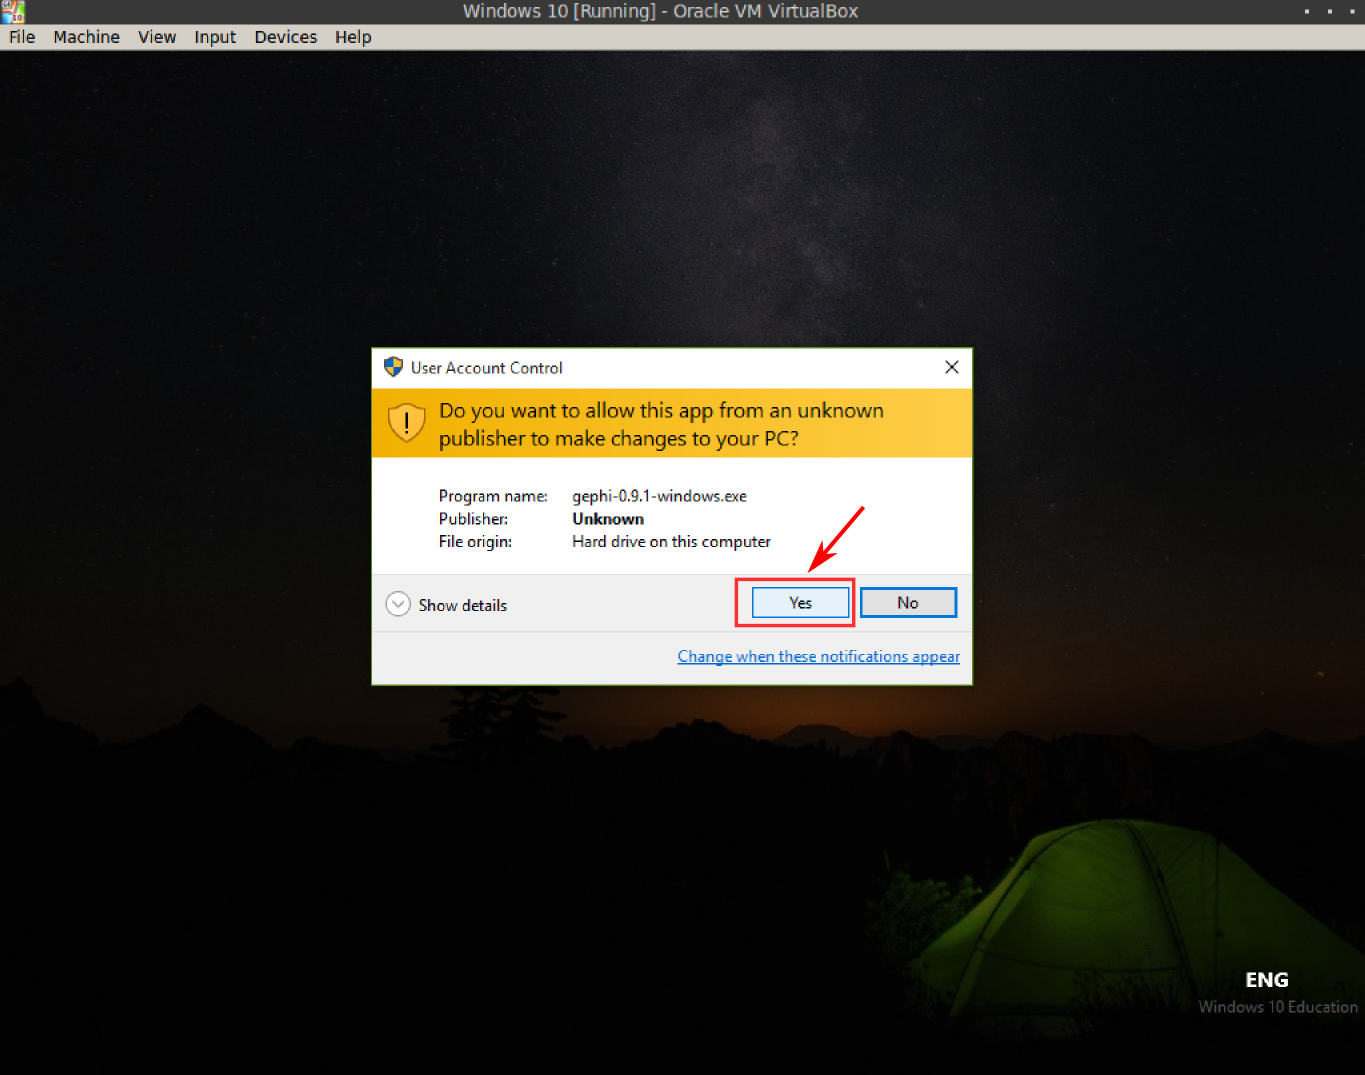 Windows 10 [Running] - Oracle VM VirtualBox
File Machine View Input Devices Help
User Account Control
Do you want to allow this app from an unknown
publisher to make changes to your PC?
Program name: gephi-0.9.1-windows.exe
Publisher: Unknown
File origin: Hard drive on this computer
Show details
Yes
No
Change when these notifications appear
ENG
Windows 10 Education